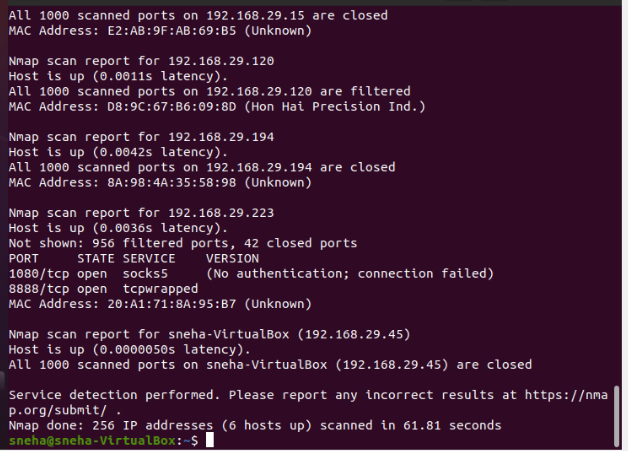 All 1000 scanned ports on 192.168.29.15 are closed
MAC Address: E2:AB:9F:AB:69:B5 (Unknown)
Nmap scan report for 192.168.29.120
Host is up (0.0011s latency).
All 1000 scanned ports on 192.168.29.120 are filtered
MAC Address: D8:9C:67:B6:09:8D (Hon Hai Precision Ind.)
Nmap scan report for 192.168.29.194
Host is up (0.0042s latency).
All 1000 scanned ports on 192.168.29.194 are closed
MAC Address: 8A:98:4A:35:58:98 (Unknown)
Nmap scan report for 192.168.29.223
Host is up (0.0036s latency).
Not shown: 956 filtered ports, 42 closed ports
PORT     STATE SERVICE    VERSION
1080/tcp open  socks5     (No authentication; connection failed)
8888/tcp open  tcpwrapped
MAC Address: 20:A1:71:8A:95:B7 (Unknown)
Nmap scan report for sneha-VirtualBox (192.168.29.45)
Host is up (0.0000050s latency).
All 1000 scanned ports on sneha-VirtualBox (192.168.29.45) are closed
Service detection performed. Please report any incorrect results at https://nma
p.org/submit/ .
Nmap done: 256 IP addresses (6 hosts up) scanned in 61.81 seconds
sneha@sneha-VirtualBox:~$